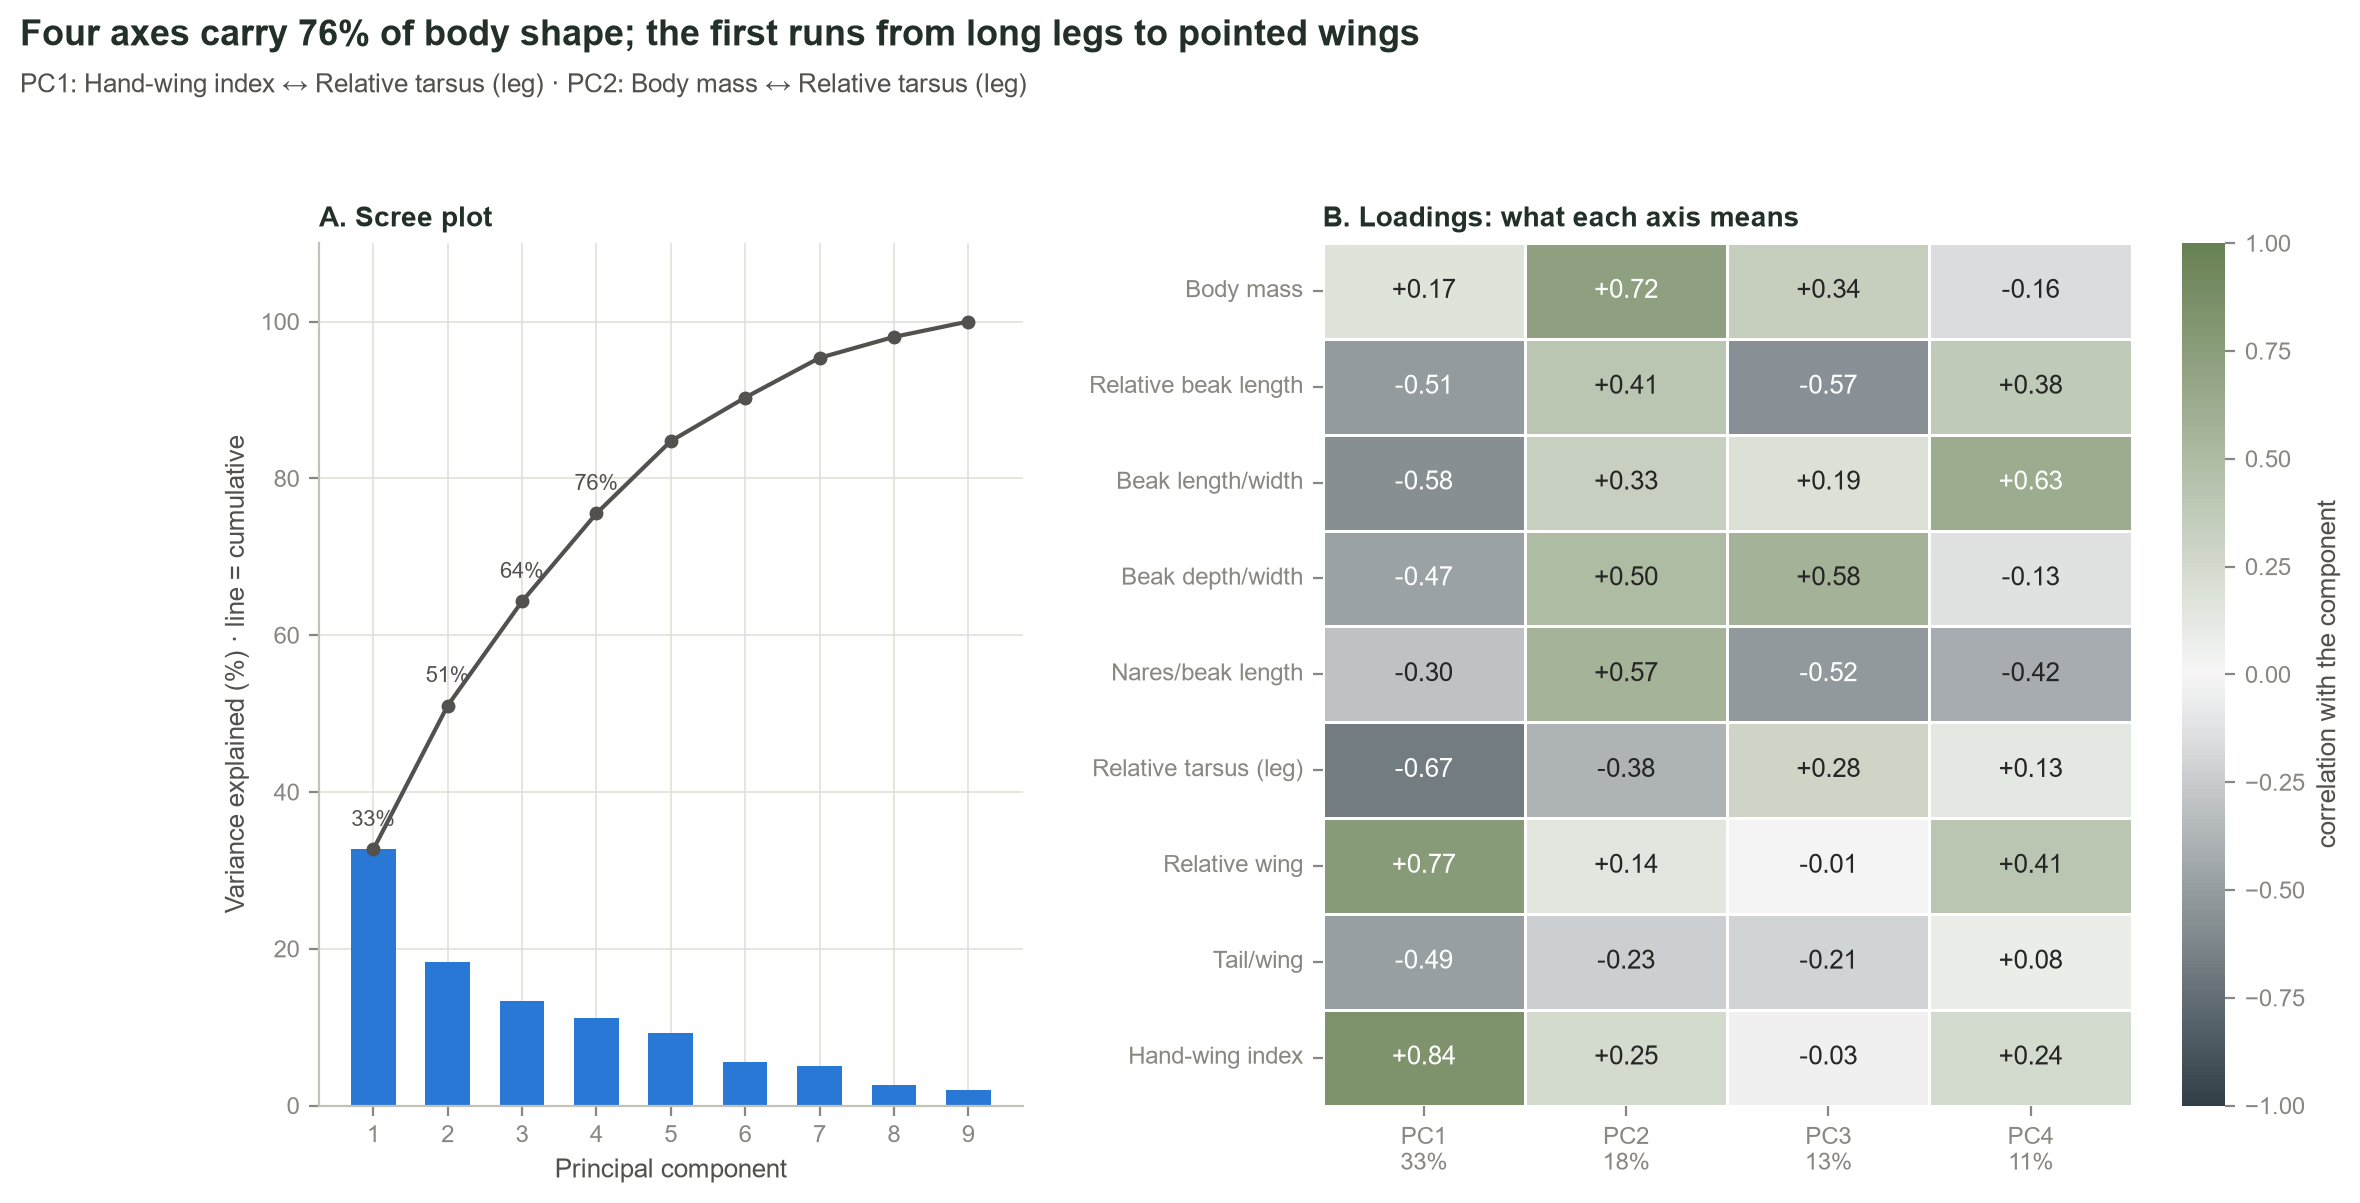 Four axes carry 76% of body shape; the first runs from long legs to pointed wings
PC1: Hand-wing index ↔ Relative tarsus (leg) · PC2: Body mass ↔ Relative tarsus (leg)
A. Scree plot
Variance explained (%) · line = cumulative
100
80
60
40
20
0
33%
51%
64%
76%
1 2 3 4 5 6 7 8 9
Principal component
B. Loadings: what each axis means
Body mass +0.17 +0.72 +0.34 -0.16
Relative beak length -0.51 +0.41 -0.57 +0.38
Beak length/width -0.58 +0.33 +0.19 +0.63
Beak depth/width -0.47 +0.50 +0.58 -0.13
Nares/beak length -0.30 +0.57 -0.52 -0.42
Relative tarsus (leg) -0.67 -0.38 +0.28 +0.13
Relative wing +0.77 +0.14 -0.01 +0.41
Tail/wing -0.49 -0.23 -0.21 +0.08
Hand-wing index +0.84 +0.25 -0.03 +0.24
PC1 PC2 PC3 PC4
33% 18% 13% 11%
1.00
0.75
0.50
0.25
0.00
−0.25
−0.50
−0.75
−1.00
correlation with the component